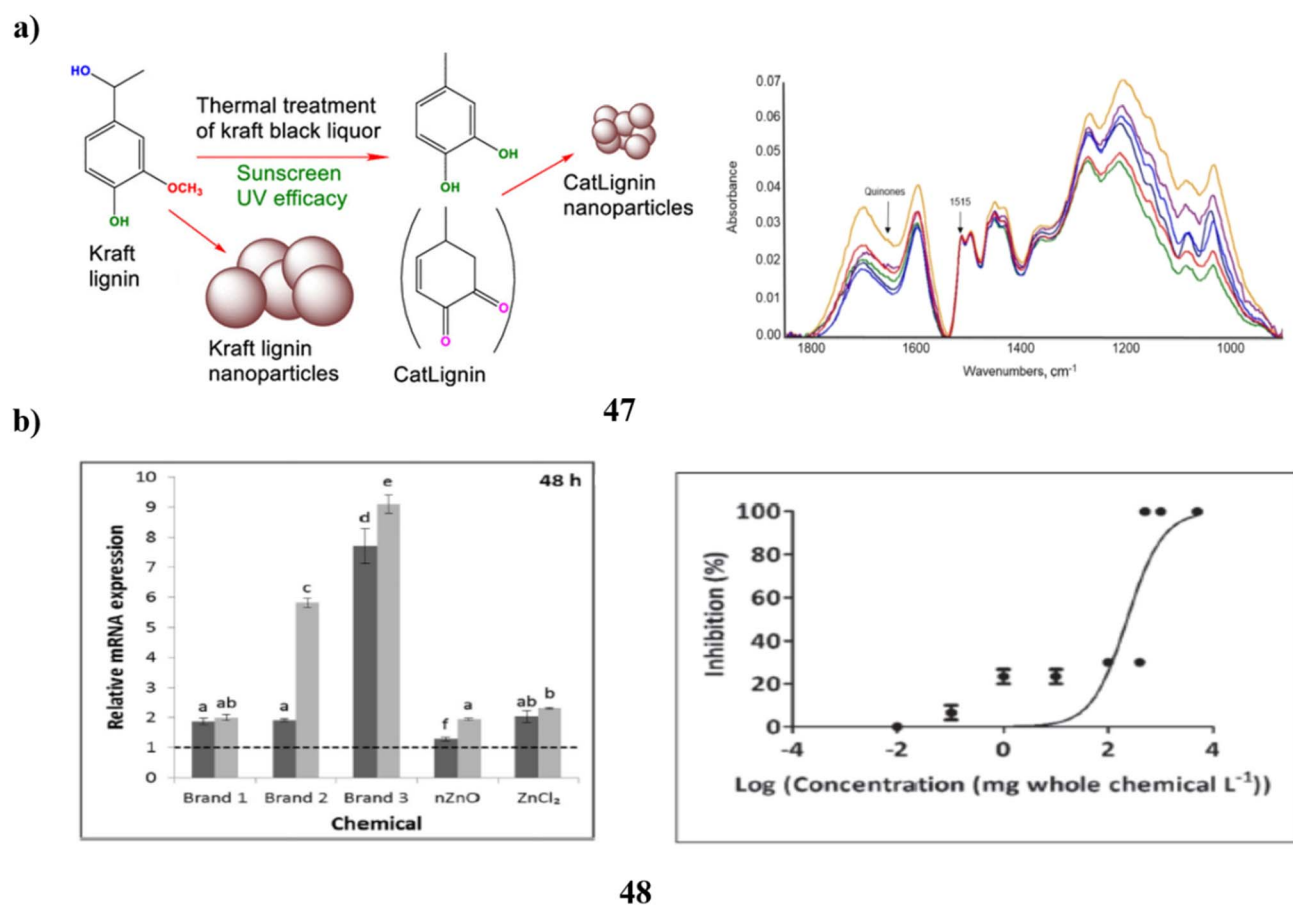 a)
HO
OCH3
OH
Kraft
lignin
Thermal treatment
of kraft black liquor
Sunscreen
UV efficacy
Kraft lignin
nanoparticles
OH
OH
O
O
CatLignin
CatLignin
nanoparticles
0.07
0.06
0.05
0.04
0.03
0.02
0.01
0.00
Absorbance
Quinones
1515
1800 1600 1400 1200 1000
Wavenumbers, cm-1
47
b)
48 h
10
9
8
7
6
5
4
3
2
1
0
Relative mRNA expression
a ab a c d e f a ab b
Brand 1 Brand 2 Brand 3 nZnO ZnCl₂
Chemical
100
80
60
40
20
0
Inhibition (%)
-4 -2 0 2 4
Log (Concentration (mg whole chemical L-1))
48